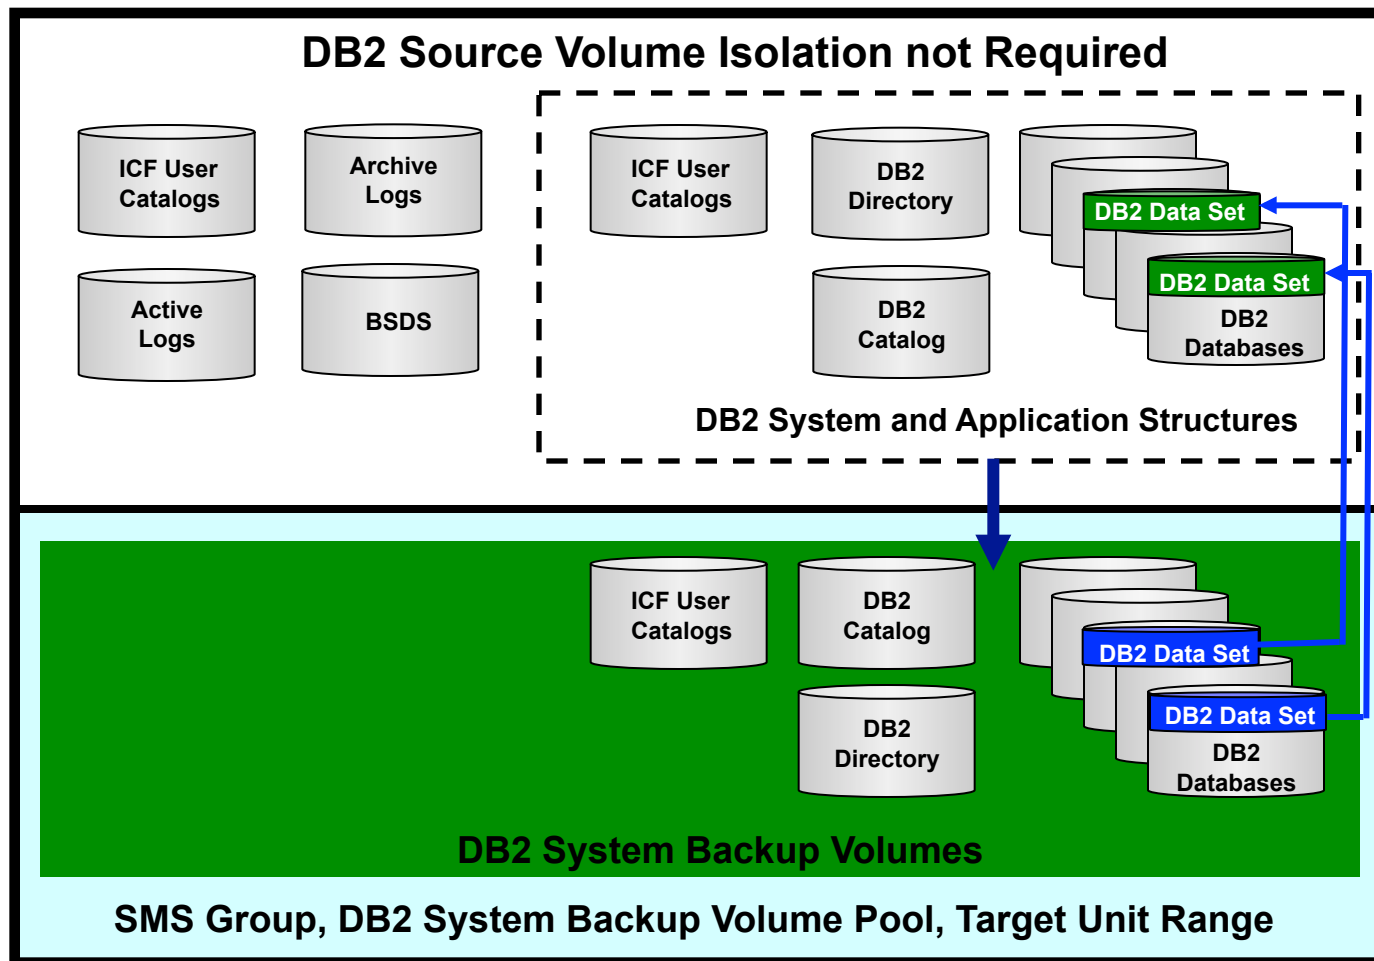 DB2 Source Volume Isolation not Required
ICF User
Catalogs
Archive
Logs
Active
Logs
BSDS
ICF User
Catalogs
DB2
Directory
DB2
Catalog
DB2 Data Set
DB2 Data Set
DB2
Databases
DB2 System and Application Structures
ICF User
Catalogs
DB2
Catalog
DB2
Directory
DB2 Data Set
DB2 Data Set
DB2
Databases
DB2 System Backup Volumes
SMS Group, DB2 System Backup Volume Pool, Target Unit Range